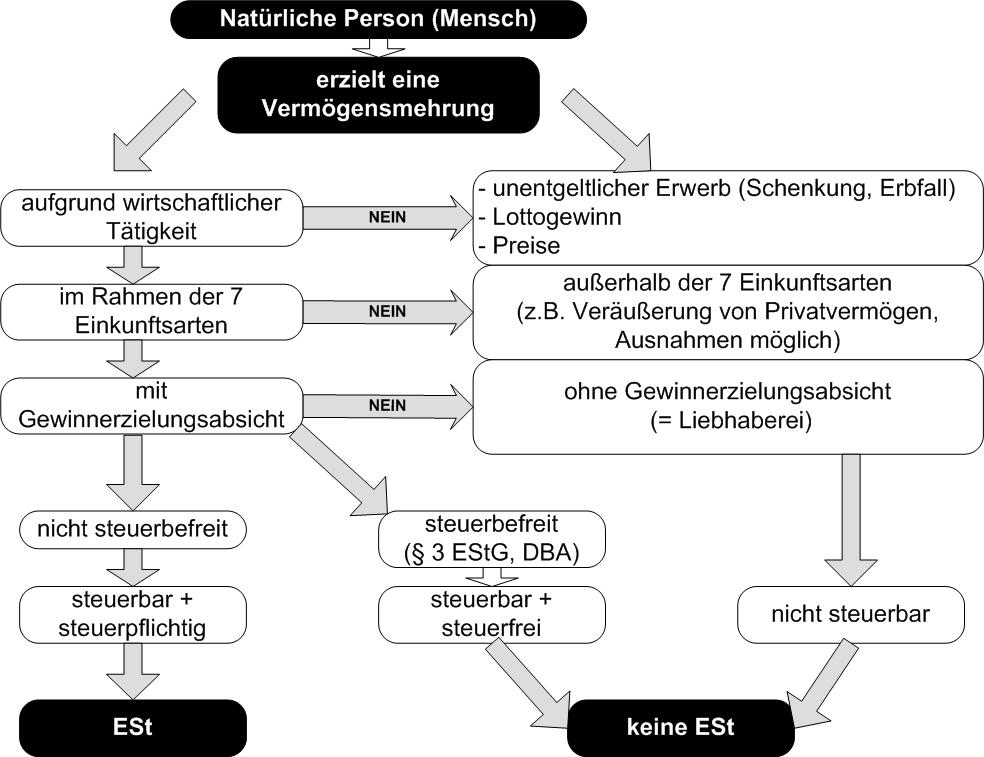 Natürliche Person (Mensch)
erzielt eine
Vermögensmehrung
aufgrund wirtschaftlicher
Tätigkeit
NEIN
- unentgeltlicher Erwerb (Schenkung, Erbfall)
- Lottogewinn
- Preise
im Rahmen der 7
Einkunftsarten
NEIN
außerhalb der 7 Einkunftsarten
(z.B. Veräußerung von Privatvermögen,
Ausnahmen möglich)
mit
Gewinnerzielungsabsicht
NEIN
ohne Gewinnerzielungsabsicht
(= Liebhaberei)
nicht steuerbefreit
steuerbefreit
(§ 3 EStG, DBA)
steuerbar +
steuerpflichtig
steuerbar +
steuerfrei
nicht steuerbar
ESt
keine ESt